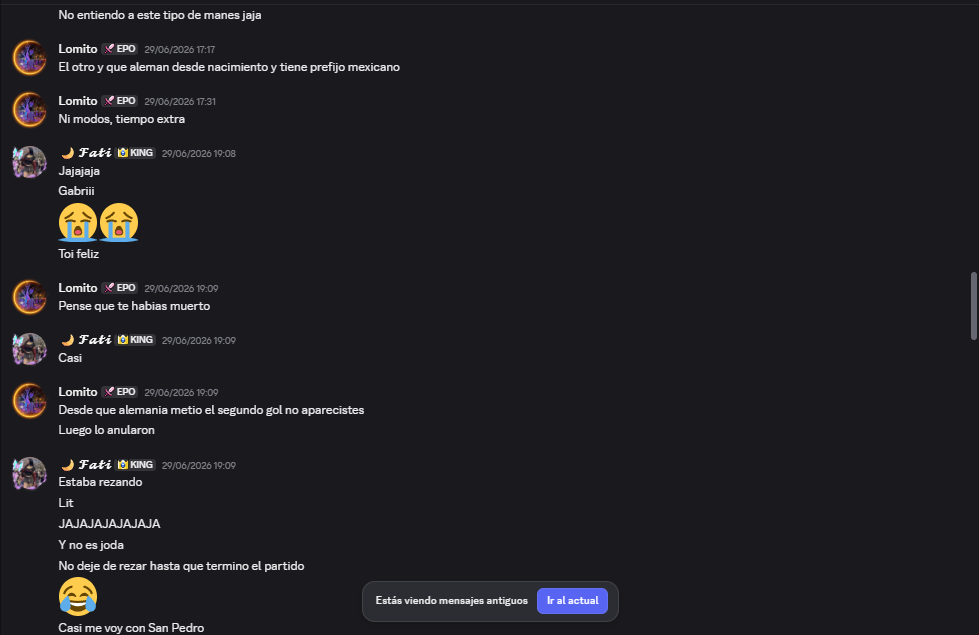 No entiendo a este tipo de manes jaja
Lomito EPO 29/06/2026 17:17
El otro y que aleman desde nacimiento y tiene prefijo mexicano
Lomito EPO 29/06/2026 17:31
Ni modos, tiempo extra
🌙 𝓕𝓪𝓽𝓲 KING 29/06/2026 19:08
Jajajaja
Gabriii
😭😭
Toi feliz
Lomito EPO 29/06/2026 19:09
Pense que te habias muerto
🌙 𝓕𝓪𝓽𝓲 KING 29/06/2026 19:09
Casi
Lomito EPO 29/06/2026 19:09
Desde que alemania metio el segundo gol no aparecistes
Luego lo anularon
🌙 𝓕𝓪𝓽𝓲 KING 29/06/2026 19:09
Estaba rezando
Lit
JAJAJAJAJAJAJA
Y no es joda
No deje de rezar hasta que termino el partido
😂
Casi me voy con San Pedro
Estás viendo mensajes antiguos Ir al actual